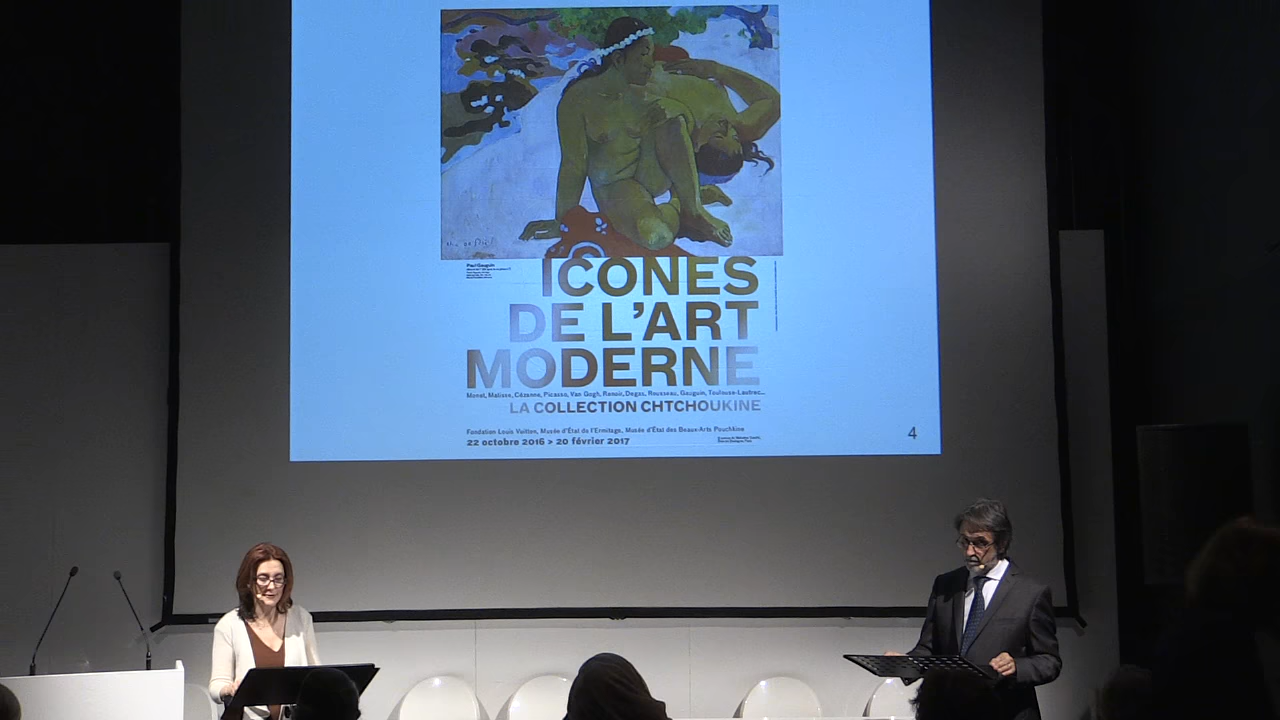 Paul Gauguin
ICONES
DE L'ART
MODERNE
Monet, Matisse, Cézanne, Picasso, Van Gogh, Renoir, Degas, Rousseau, Gauguin, Toulouse-Lautrec...
LA COLLECTION CHTCHOUKINE
Fondation Louis Vuitton, Musée d'État de l'Ermitage, Musée d'État des Beaux-Arts Pouchkine
22 octobre 2016 > 20 février 2017
4